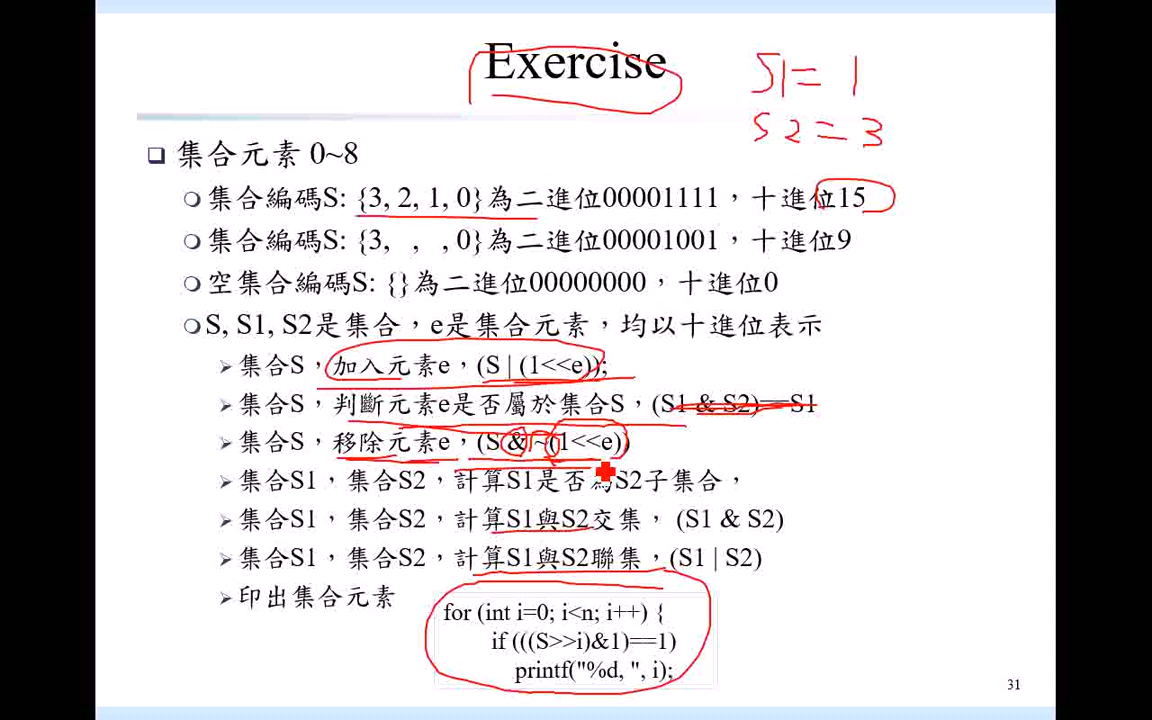 Exercise
S1= 1
S2=3
集合元素 0~8
集合編碼S: {3, 2, 1, 0}為二進位00001111，十進位15
集合編碼S: {3, , , 0}為二進位00001001，十進位9
空集合編碼S: {}為二進位00000000，十進位0
S, S1, S2是集合，e是集合元素，均以十進位表示
集合S，加入元素e，(S | (1<<e));
集合S，判斷元素e是否屬於集合S，(S1 & S2)==S1
集合S，移除元素e，(S & ~(1<<e))
集合S1，集合S2，計算S1是否為S2子集合，
集合S1，集合S2，計算S1與S2交集， (S1 & S2)
集合S1，集合S2，計算S1與S2聯集，(S1 | S2)
印出集合元素
for (int i=0; i<n; i++) {
if (((S>>i)&1)==1)
printf("%d, ", i);
31